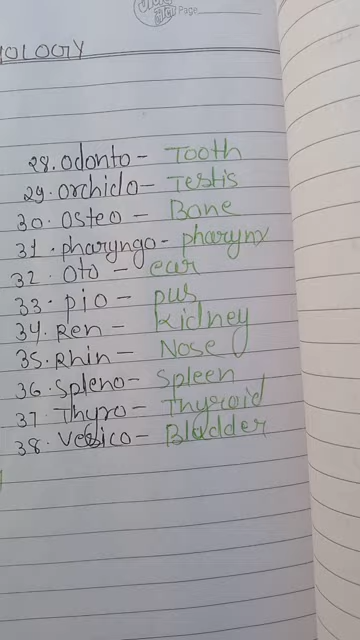 OLOGY
Page
28. Odonto - Tooth
29. Orchido - Testis
30. Osteo - Bone
31. pharyngo - pharynx
32. Oto - ear
33. pio - pus
34. Ren - Kidney
35. Rhin - Nose
36. Spleno - Spleen
37. Thyro - Thyroid
38. Vesico - Bladder